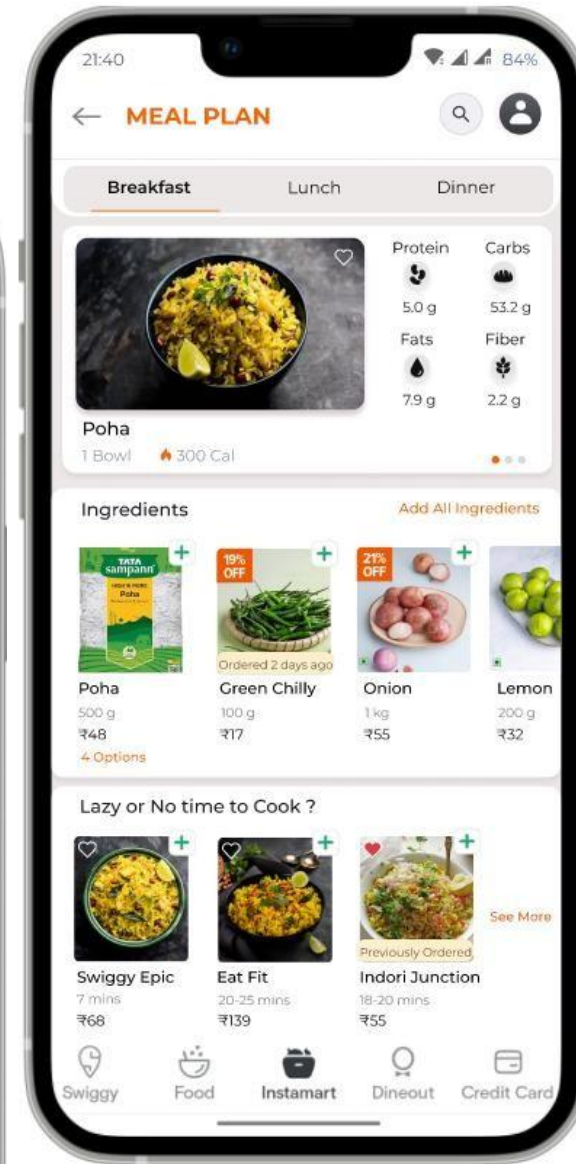 21:40
84%
MEAL PLAN
Breakfast Lunch Dinner
Protein Carbs
5.0 g 53.2 g
Fats Fiber
7.9 g 2.2 g
Poha
1 Bowl 300 Cal
Ingredients Add All Ingredients
TATA
sampann
Poha
19%
OFF
Ordered 2 days ago
21%
OFF
Poha Green Chilly Onion Lemon
500 g 100 g 1 kg 200 g
₹48 ₹17 ₹55 ₹32
4 Options
Lazy or No time to Cook ?
Previously Ordered
See More
Swiggy Epic Eat Fit Indori Junction
7 mins 20-25 mins 18-20 mins
₹68 ₹139 ₹55
Swiggy Food Instamart Dineout Credit Card